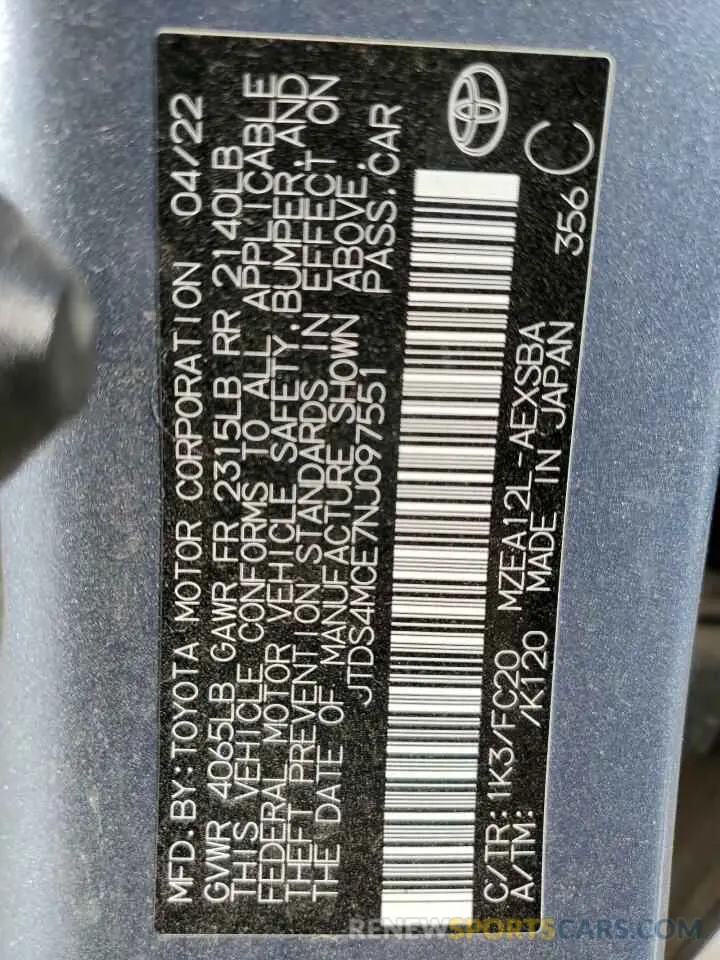 MFD.BY:TOYOTA MOTOR CORPORATION 04/22
GVWR 4065LB GAWR FR 2315LB RR 2140LB
THIS VEHICLE CONFORMS TO ALL APPLICABLE
FEDERAL MOTOR VEHICLE SAFETY,BUMPER,AND
THEFT PREVENTION STANDARDS IN EFFECT ON
THE DATE OF MANUFACTURE SHOWN ABOVE.
JTDS4MCE7NJ097551 PASS.CAR
C/TR: 1K3/FC20 MZEA12L-AEXSBA 356 C
A/TM: /K120 MADE IN JAPAN
RENEWSPORTSCARS.COM